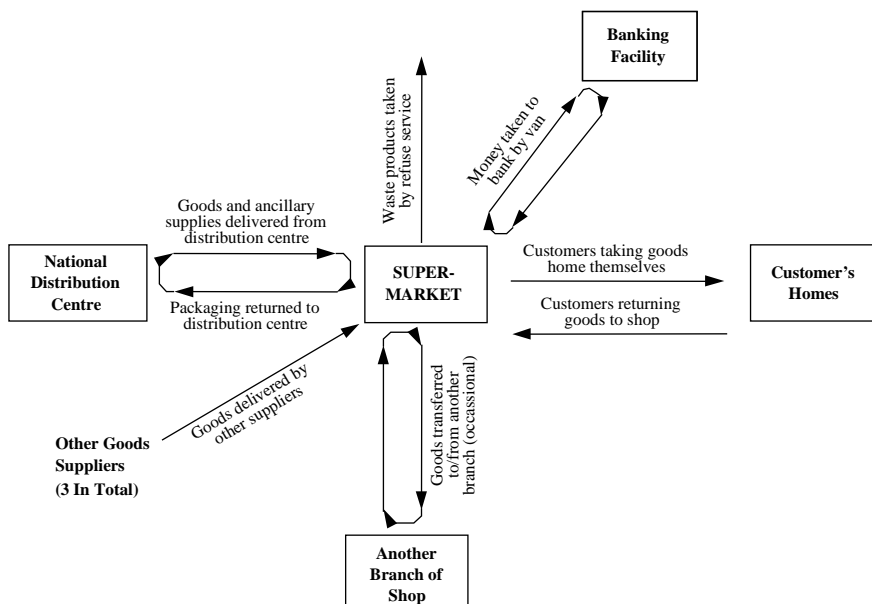 Banking
Facility
Waste products taken
by refuse service
Money taken to
bank by van
Goods and ancillary
supplies delivered from
distribution centre
National
Distribution
Centre
SUPER-
MARKET
Customers taking goods
home themselves
Customer's
Homes
Packaging returned to
distribution centre
Customers returning
goods to shop
Goods delivered by
other suppliers
Goods transferred
to/from another
branch (occassional)
Other Goods
Suppliers
(3 In Total)
Another
Branch of
Shop